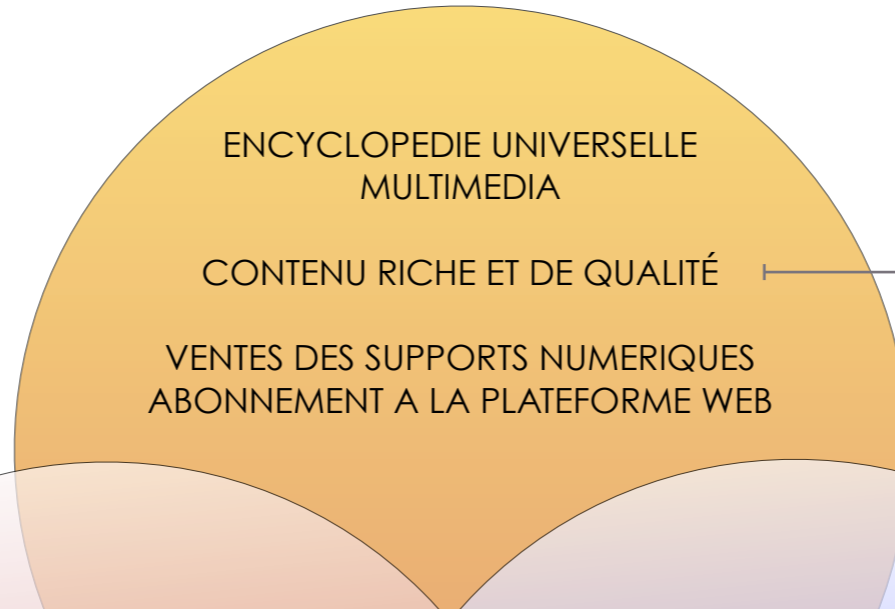 ENCYCLOPEDIE UNIVERSELLE
MULTIMEDIA
CONTENU RICHE ET DE QUALITÉ
VENTES DES SUPPORTS NUMERIQUES
ABONNEMENT A LA PLATEFORME WEB